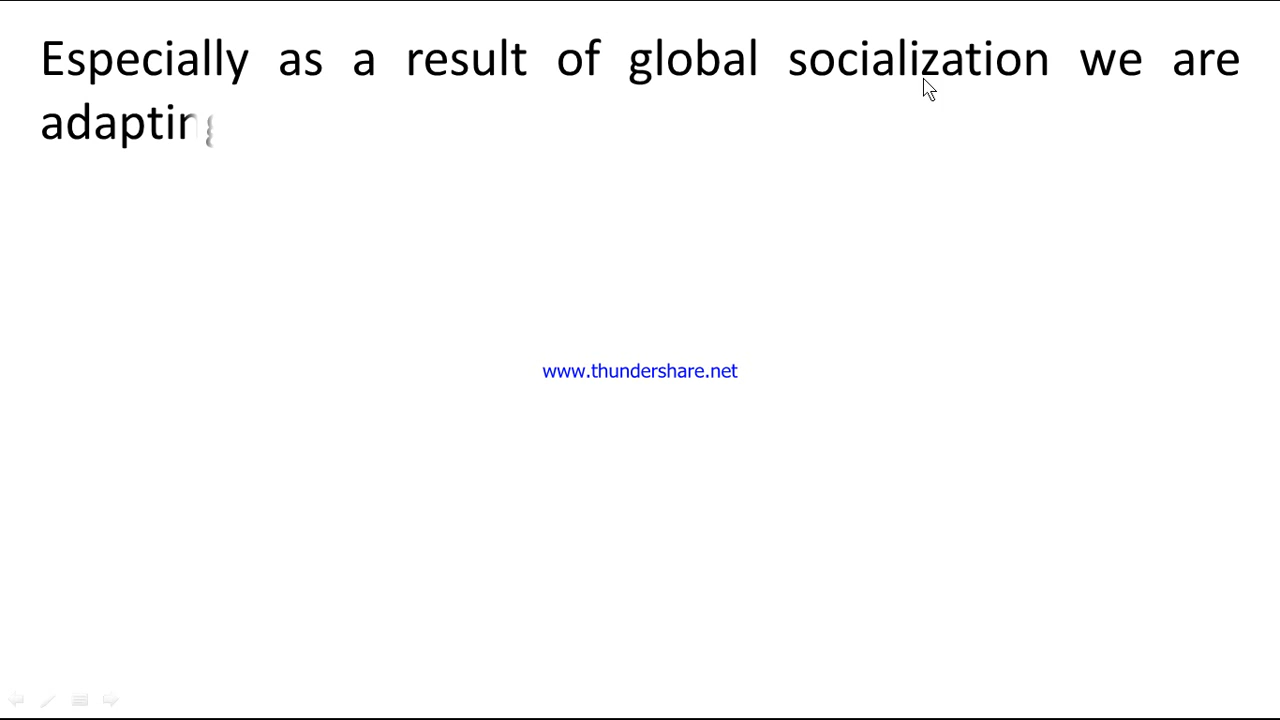 Especially as a result of global socialization we are
adapting
www.thundershare.net